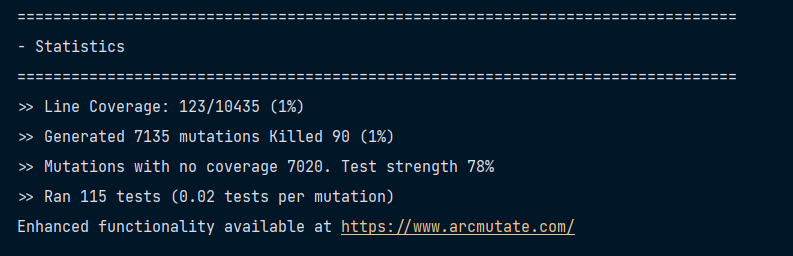 ================================================================================
- Statistics
================================================================================
>> Line Coverage: 123/10435 (1%)
>> Generated 7135 mutations Killed 90 (1%)
>> Mutations with no coverage 7020. Test strength 78%
>> Ran 115 tests (0.02 tests per mutation)
Enhanced functionality available at https://www.arcmutate.com/